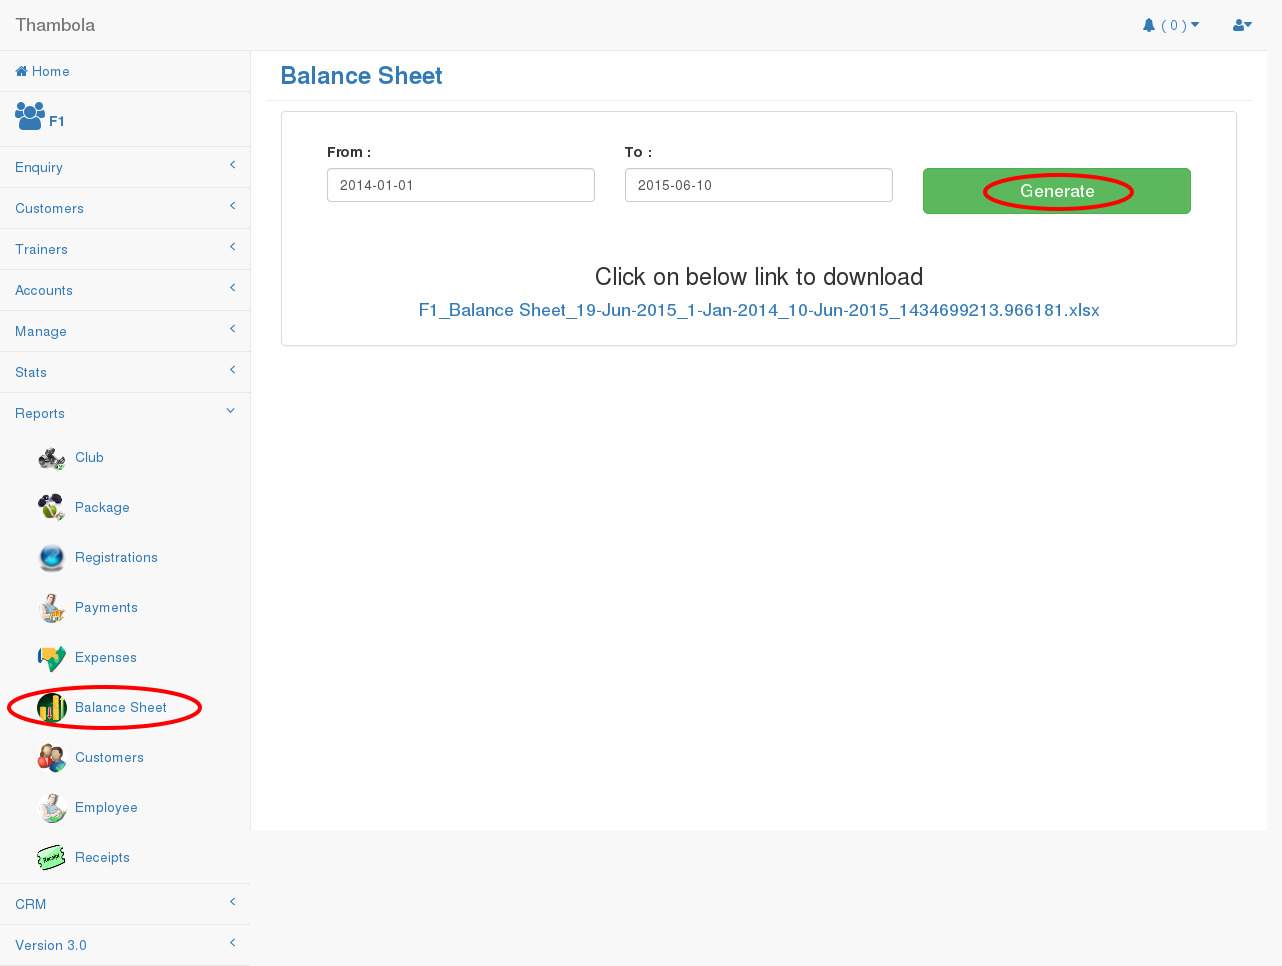 Thambola
( 0 )
Home
F1
Enquiry
Customers
Trainers
Accounts
Manage
Stats
Reports
Club
Package
Registrations
Payments
Expenses
Balance Sheet
Customers
Employee
Receipt
Receipts
CRM
Version 3.0
Balance Sheet
From :
To :
2014-01-01
2015-06-10
Generate
Click on below link to download
F1_Balance Sheet_19-Jun-2015_1-Jan-2014_10-Jun-2015_1434699213.966181.xlsx